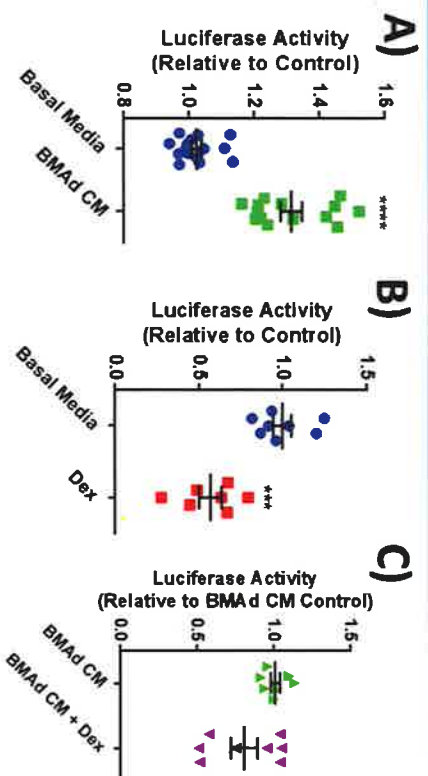 A)
Luciferase Activity
(Relative to Control)
1.6
1.4
1.2
1.0
0.8
Basal Media
BMAd CM
****
B)
Luciferase Activity
(Relative to Control)
1.5
1.0
0.5
0.0
Basal Media
Dex
***
C)
Luciferase Activity
(Relative to BMAd CM Control)
1.5
1.0
0.5
0.0
BMAd CM
BMAd CM + Dex